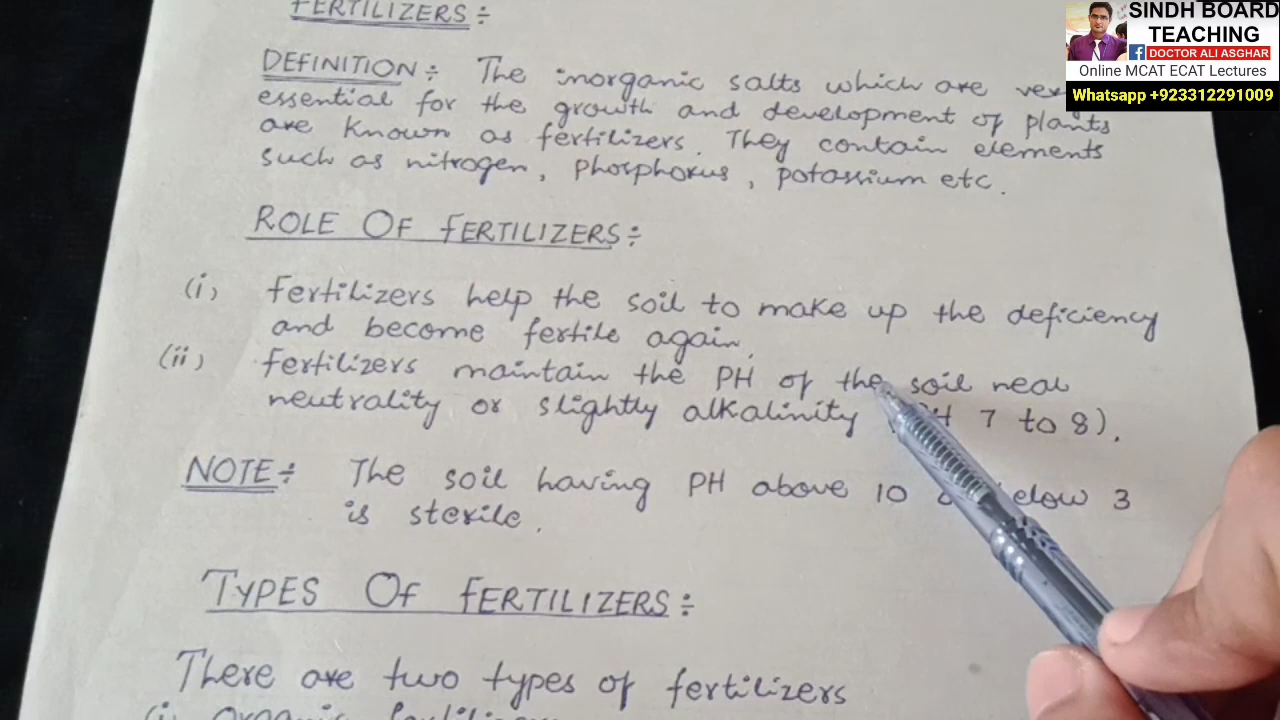 FERTILIZERS :
SINDH BOARD
TEACHING
f DOCTOR ALI ASGHAR
Online MCAT ECAT Lectures
Whatsapp +923312291009
DEFINITION : The inorganic salts which are
essential for the growth and development of plants
are known as fertilizers. They contain elements
such as nitrogen, phosphorus, potassium etc.
ROLE OF FERTILIZERS :
(i) Fertilizers help the soil to make up the deficiency
and become fertile again.
(ii) Fertilizers maintain the PH of the soil near
neutrality or slightly alkalinity 7 to 8).
NOTE : The soil having PH above 10 below 3
is sterile.
TYPES OF FERTILIZERS :
There are two types of fertilizers
(i) Organic fertilizers